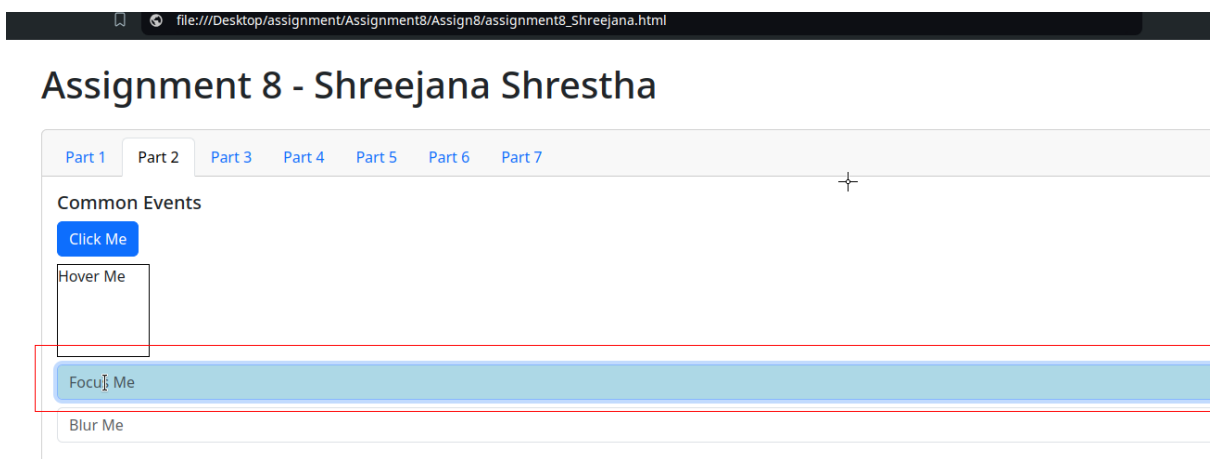 file:///Desktop/assignment/Assignment8/Assign8/assignment8_Shreejana.html
Assignment 8 - Shreejana Shrestha
Part 1 Part 2 Part 3 Part 4 Part 5 Part 6 Part 7
Common Events
Click Me
Hover Me
Focus Me
Blur Me